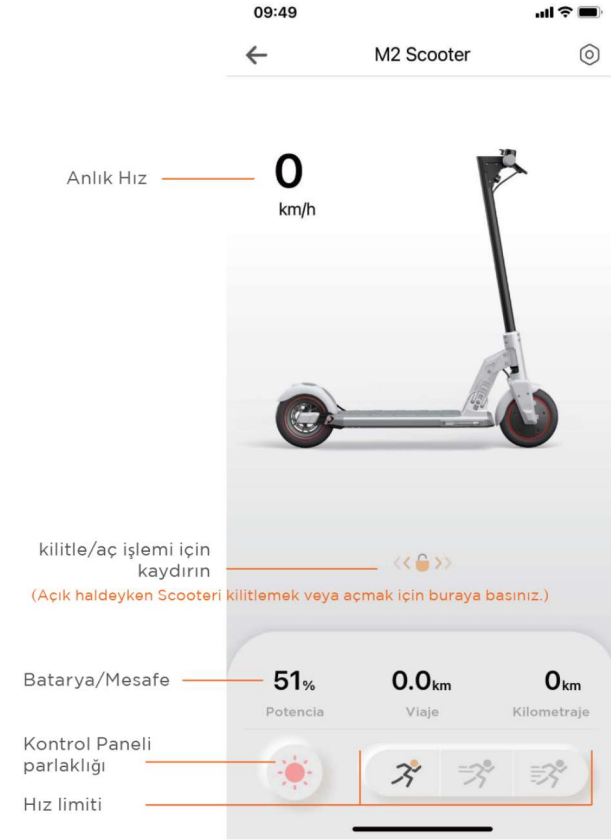 09:49
M2 Scooter
Anlık Hız
0
km/h
kilitle/aç işlemi için
kaydırın
(Açık haldeyken Scooteri kilitlemek veya açmak için buraya basınız.)
Batarya/Mesafe
51% 0.0km 0km
Potencia Viaje Kilometraje
Kontrol Paneli
parlaklığı
Hız limiti